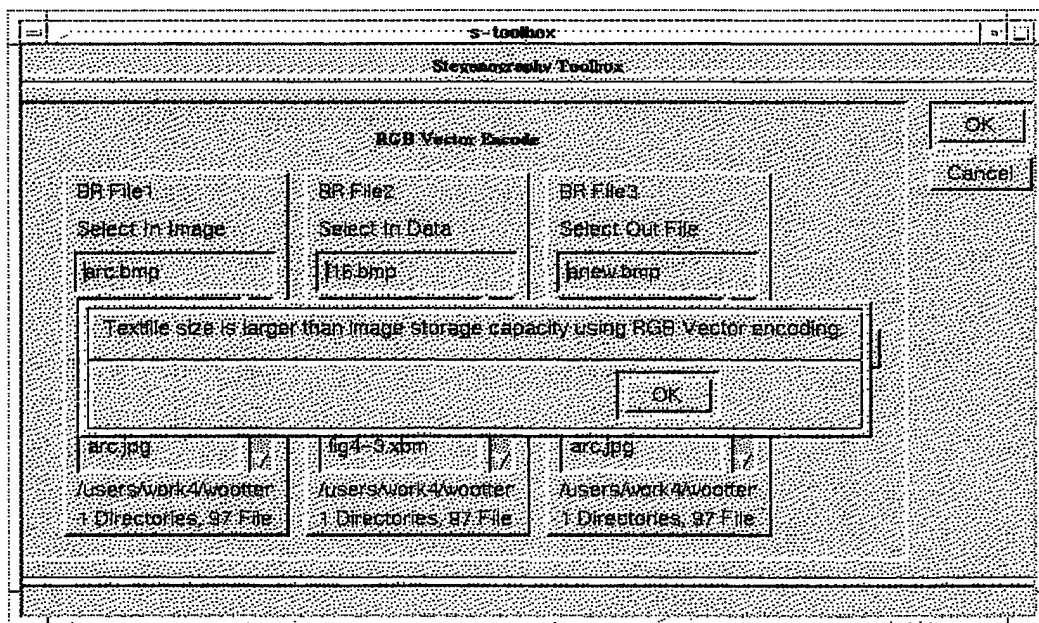 s-toolbox
Steganography Toolbox
RGB Vector Encode
OK
Cancel
BR File1
BR File2
BR File3
Select In Image
Select In Data
Select Out File
arc.bmp
f16.bmp
anew.bmp
Textfile size is larger than image storage capacity using RGB Vector encoding.
OK
arc.jpg
fig4-3.xbm
arc.jpg
/users/work4/wootter
/users/work4/wootter
/users/work4/wootter
1 Directories, 97 File
1 Directories, 97 File
1 Directories, 97 File